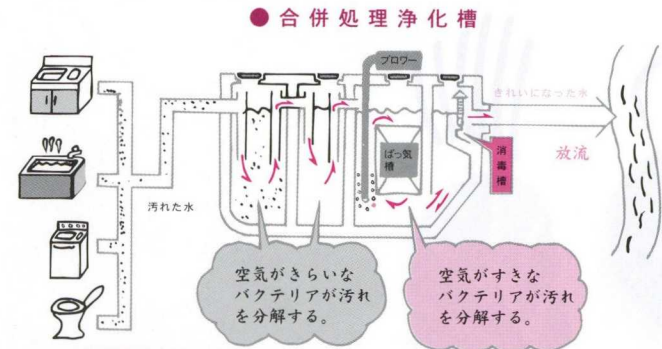 ●合併処理浄化槽
ブロワー
きれいになった水
ばっ気
槽
消毒槽
放流
汚れた水
空気がきらいな
バクテリアが汚れ
を分解する。
空気がすきな
バクテリアが汚れ
を分解する。